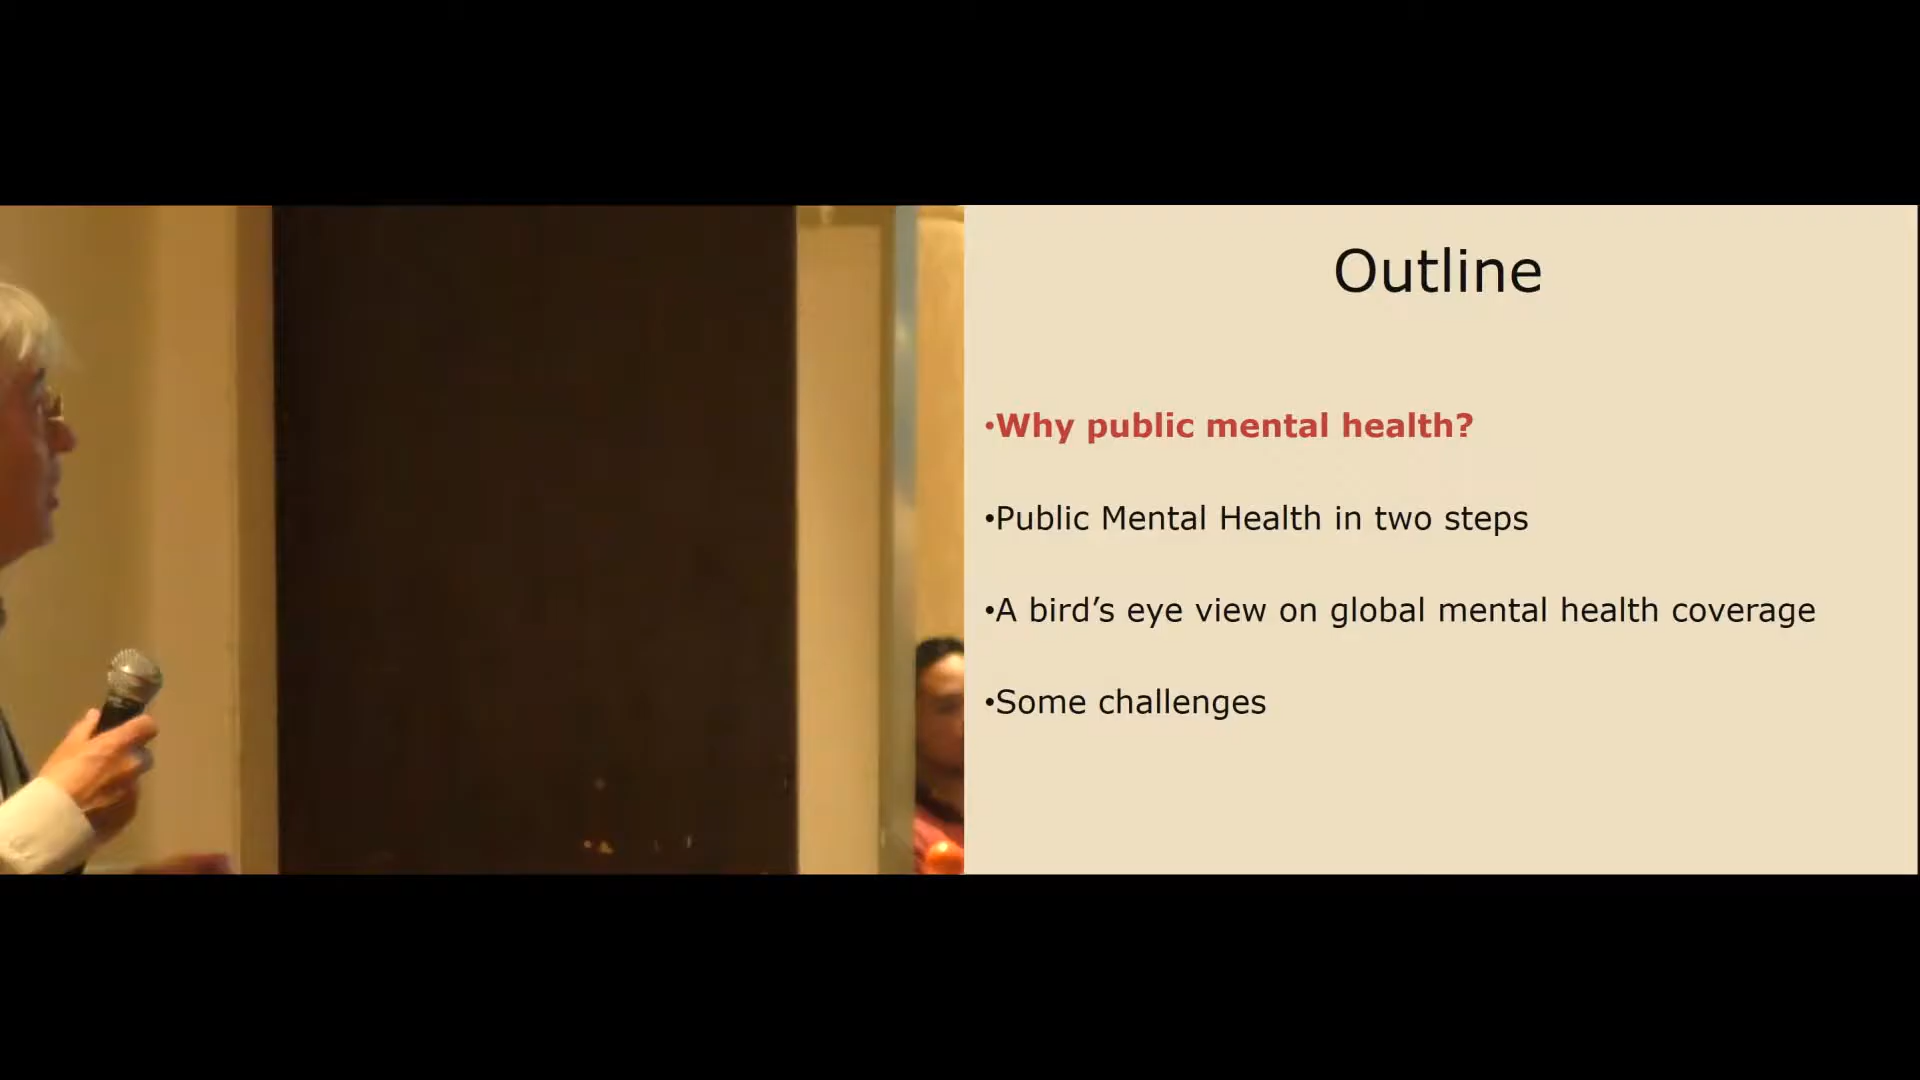 Outline
•Why public mental health?
•Public Mental Health in two steps
•A bird’s eye view on global mental health coverage
•Some challenges